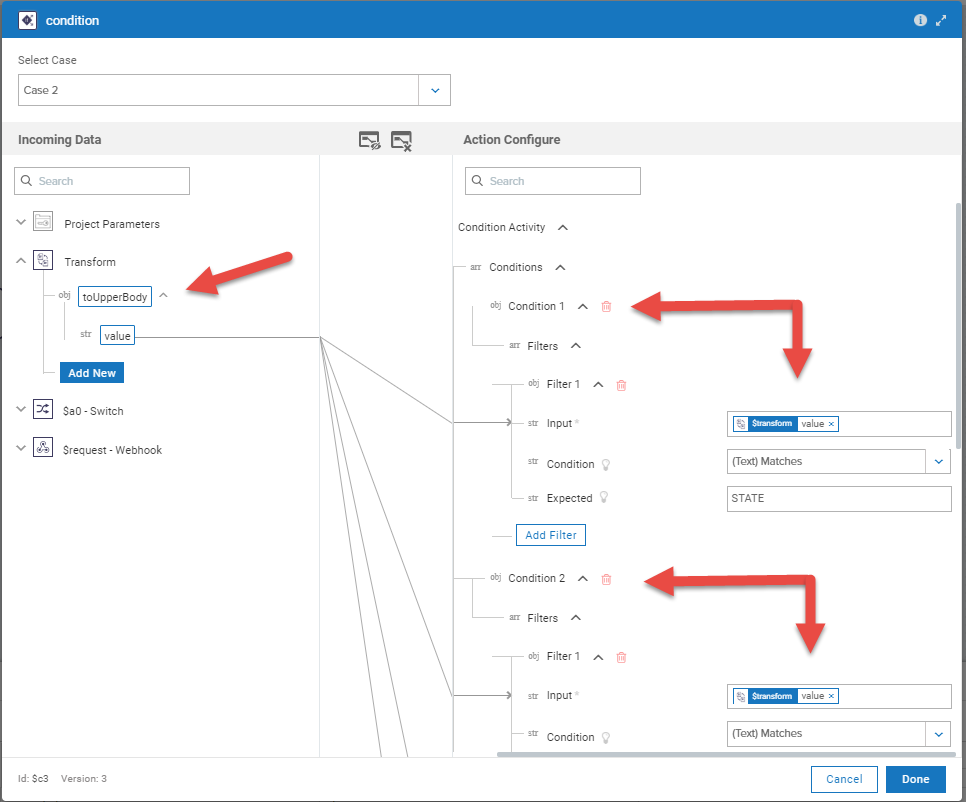 condition
Select Case
Case 2
Incoming Data
Action Configure
Search
Search
Project Parameters
Condition Activity
Transform
arr Conditions
obj toUpperBody
obj Condition 1
str value
arr Filters
Add New
obj Filter 1
$a0 - Switch
str Input *
$transform value ×
$request - Webhook
str Condition
(Text) Matches
str Expected
STATE
Add Filter
obj Condition 2
arr Filters
obj Filter 1
str Input *
$transform value ×
str Condition
(Text) Matches
Id: $c3 Version: 3
Cancel
Done